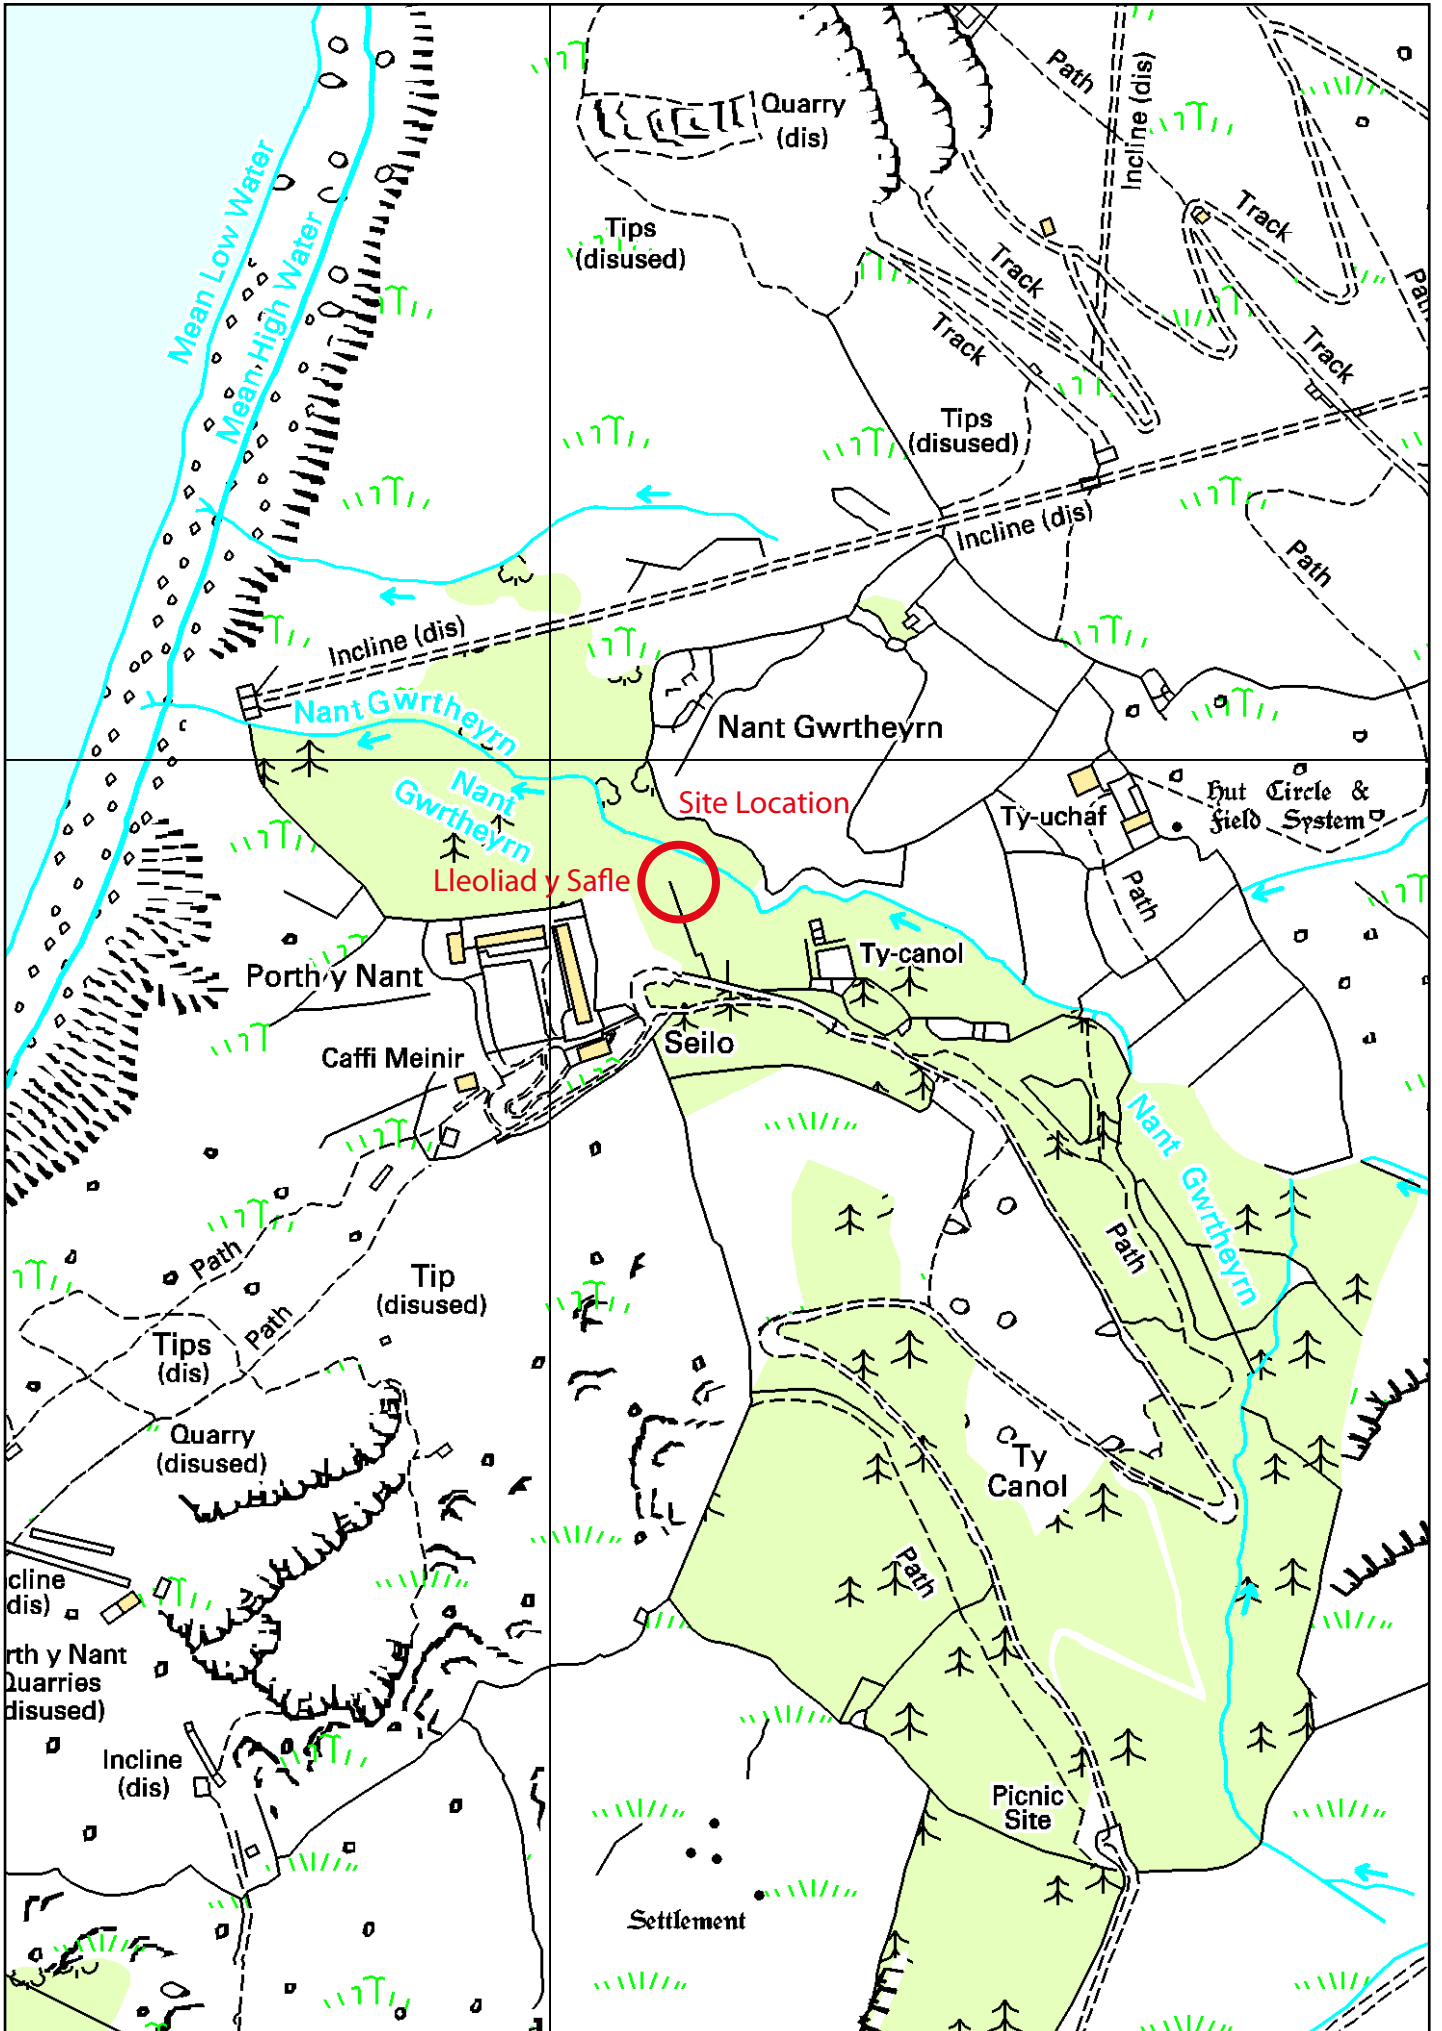 Path
Incline (dis)
Quarry
(dis)
Mean Low Water
Mean High Water
Tips
(disused)
Track
Track
Path
Track
Track
Tips
(disused)
Incline (dis)
Path
Incline (dis)
Nant Gwrtheyrn
Nant Gwrtheyrn
Nant
Gwrtheyrn
Site Location
Ty-uchaf
Hut Circle &
Field System
Lleoliad y Safle
Path
Porth y Nant
Ty-canol
Seilo
Caffi Meinir
Nant Gwrtheyrn
Path
Path
Path
Tip
(disused)
Tips
(dis)
Quarry
(disused)
Ty
Canol
Path
cline
dis)
rth y Nant
Quarries
disused)
Incline
(dis)
Picnic
Site
Settlement